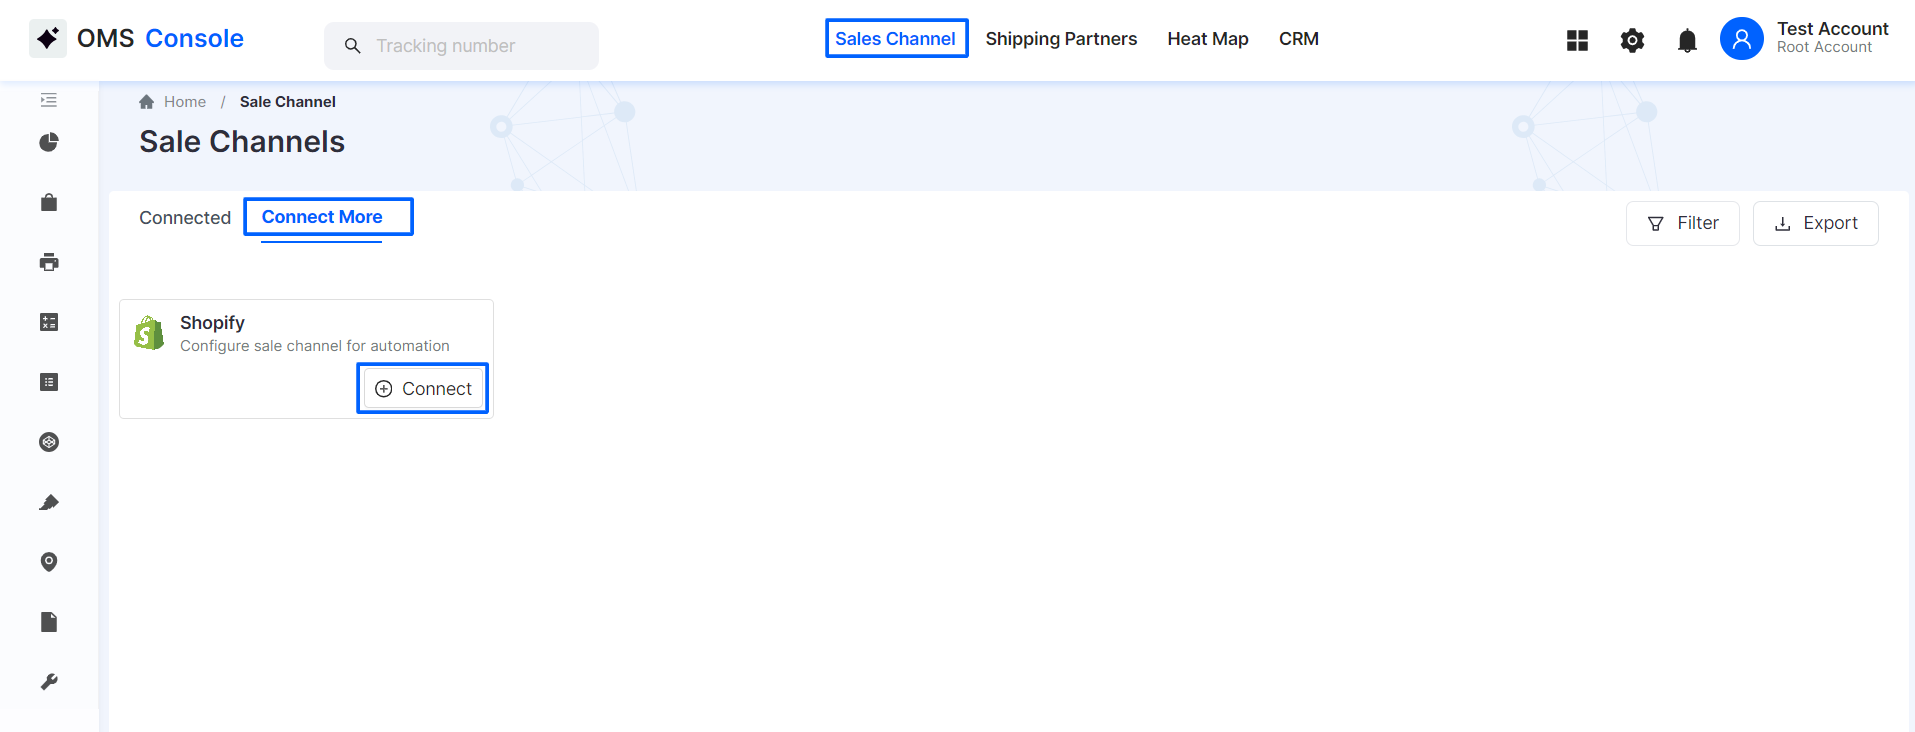 OMS Console
Tracking number
Sales Channel
Shipping Partners
Heat Map
CRM
Test Account
Root Account
Home / Sale Channel
Sale Channels
Connected
Connect More
Filter
Export
Shopify
Configure sale channel for automation
Connect